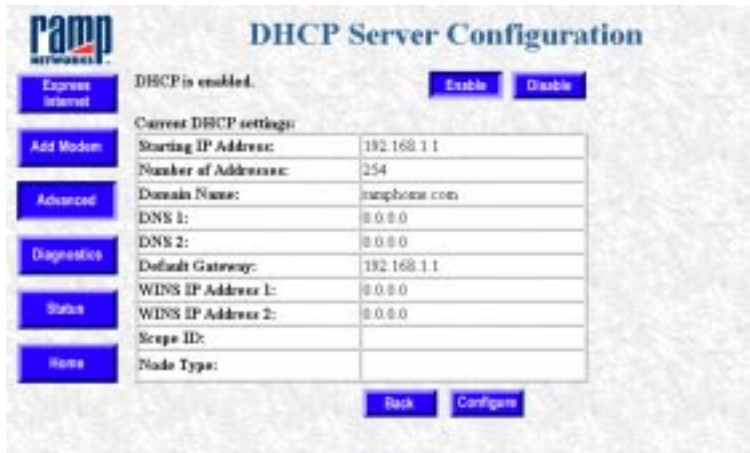 ramp
NETWORKS
DHCP Server Configuration
Express
Internet
DHCP is enabled.
Enable
Disable
Current DHCP settings:
Add Modem
Starting IP Address: 192.168.1.1
Number of Addresses: 254
Advanced
Domain Name: ramphome.com
DNS 1: 0.0.0.0
DNS 2: 0.0.0.0
Diagnostics
Default Gateway: 192.168.1.1
WINS IP Address 1: 0.0.0.0
Status
WINS IP Address 2: 0.0.0.0
Scope ID:
Home
Node Type:
Back
Configure